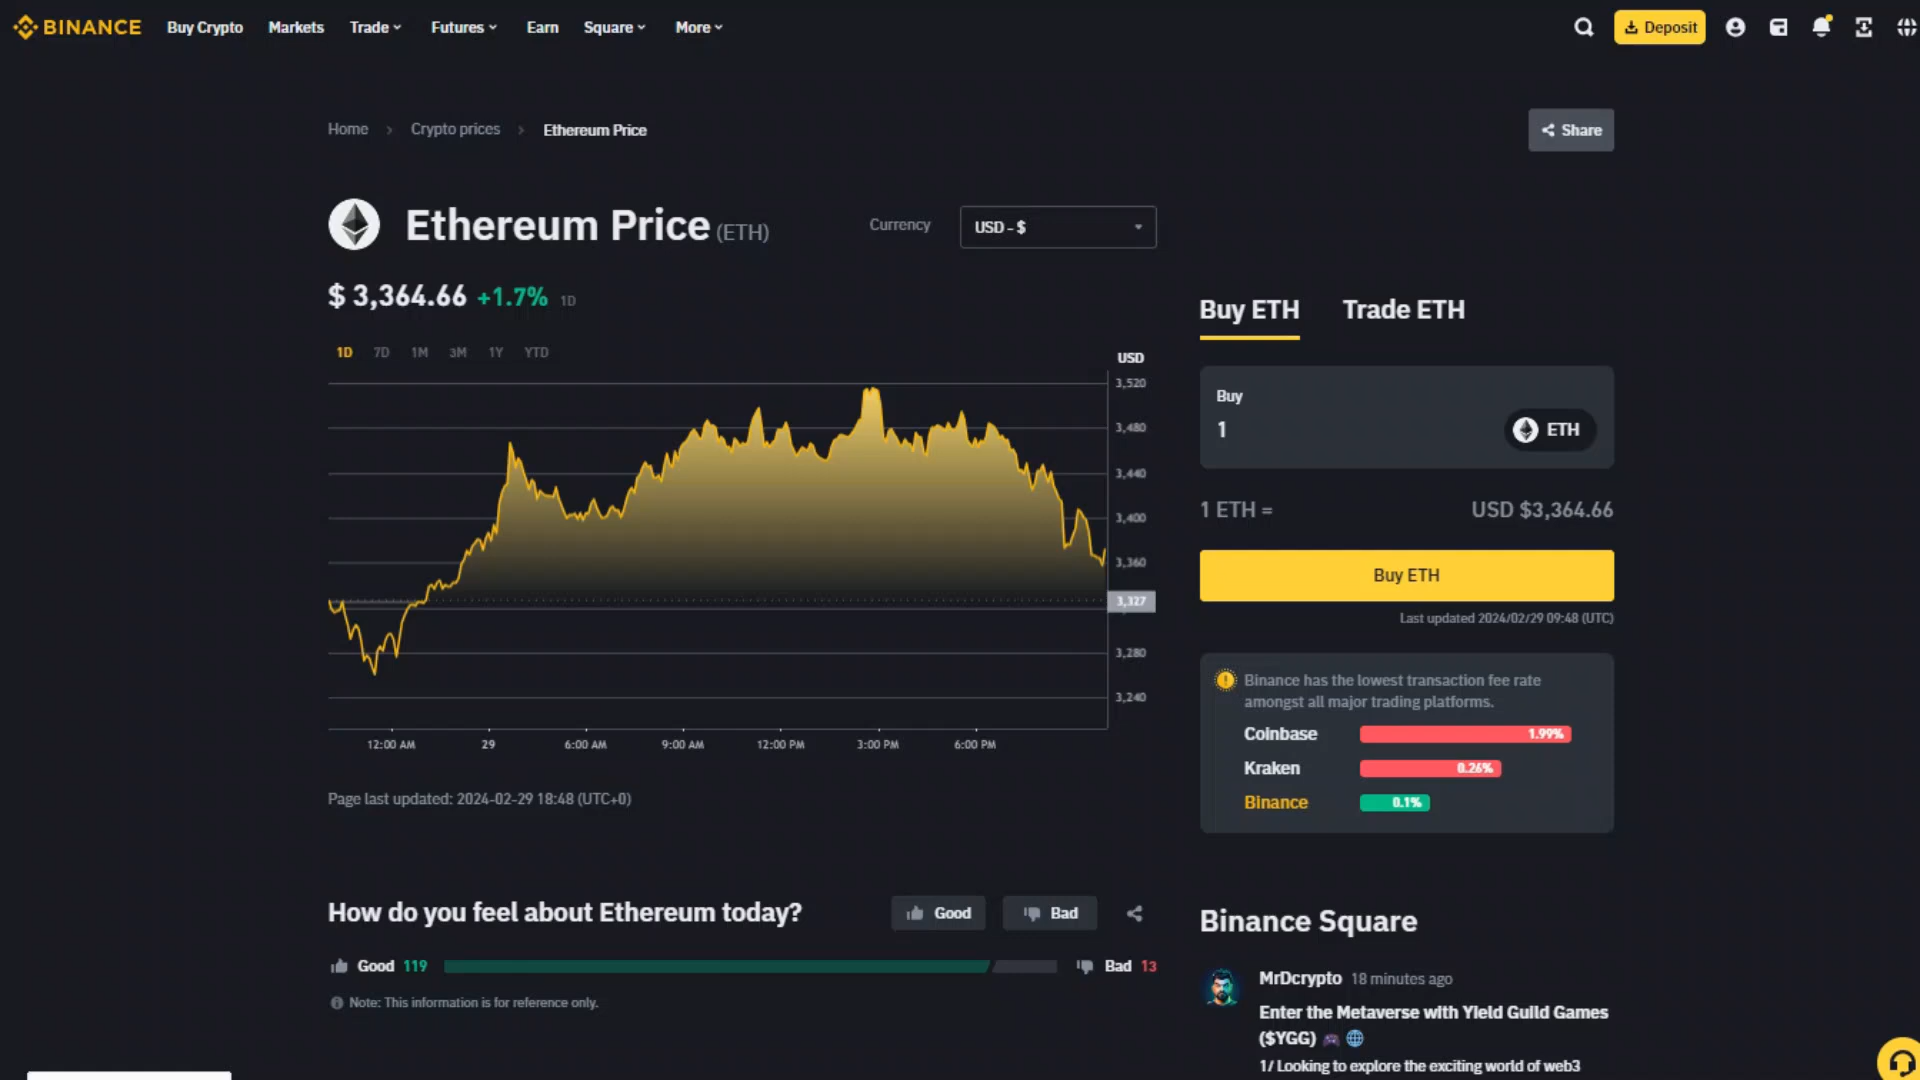 BINANCE Buy Crypto Markets Trade Futures Earn Square More Deposit
Home > Crypto prices > Ethereum Price
Share
Ethereum Price (ETH)
Currency
USD - $
$ 3,364.66 +1.7% 1D
1D 7D 1M 3M 1Y YTD
USD
3,520
3,480
3,440
3,400
3,360
3,327
3,280
3,240
12:00 AM 29 6:00 AM 9:00 AM 12:00 PM 3:00 PM 6:00 PM
Page last updated: 2024-02-29 18:48 (UTC+0)
Buy ETH Trade ETH
Buy
1 ETH
1 ETH = USD $3,364.66
Buy ETH
Last updated 2024/02/29 09:48 (UTC)
Binance has the lowest transaction fee rate
amongst all major trading platforms.
Coinbase 1.99%
Kraken 0.26%
Binance 0.1%
How do you feel about Ethereum today?
Good Bad
Good 119 Bad 13
Note: This information is for reference only.
Binance Square
MrDcrypto 18 minutes ago
Enter the Metaverse with Yield Guild Games
($YGG) 🎮 🌐
1/ Looking to explore the exciting world of web3